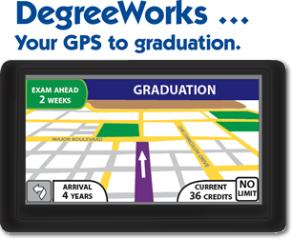 DegreeWorks ...
Your GPS to graduation.
EXAM AHEAD
2 WEEKS
GRADUATION
MAJOR BOULEVARD
ARRIVAL
4 YEARS
CURRENT
36 CREDITS
NO
LIMIT